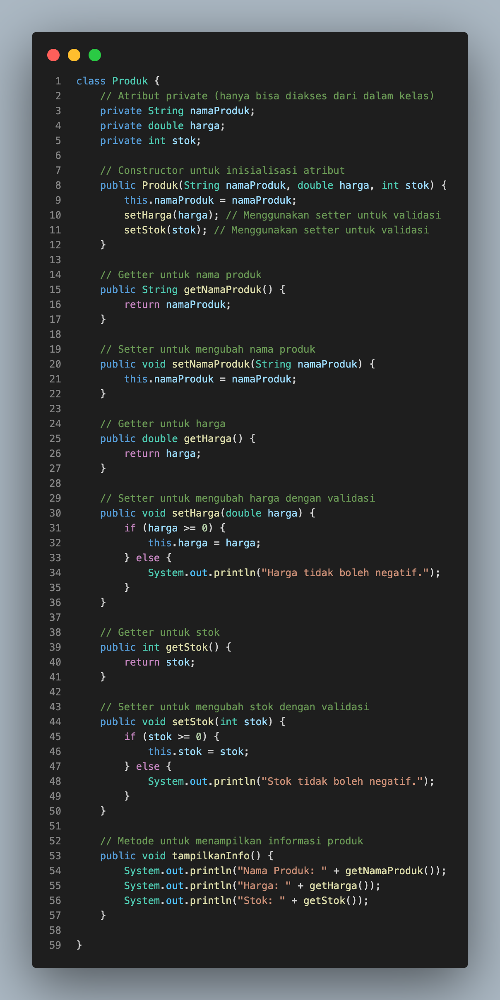 1 class Produk {
2     // Atribut private (hanya bisa diakses dari dalam kelas)
3     private String namaProduk;
4     private double harga;
5     private int stok;
6
7     // Constructor untuk inisialisasi atribut
8     public Produk(String namaProduk, double harga, int stok) {
9         this.namaProduk = namaProduk;
10         setHarga(harga); // Menggunakan setter untuk validasi
11         setStok(stok); // Menggunakan setter untuk validasi
12     }
13
14     // Getter untuk nama produk
15     public String getNamaProduk() {
16         return namaProduk;
17     }
18
19     // Setter untuk mengubah nama produk
20     public void setNamaProduk(String namaProduk) {
21         this.namaProduk = namaProduk;
22     }
23
24     // Getter untuk harga
25     public double getHarga() {
26         return harga;
27     }
28
29     // Setter untuk mengubah harga dengan validasi
30     public void setHarga(double harga) {
31         if (harga >= 0) {
32             this.harga = harga;
33         } else {
34             System.out.println("Harga tidak boleh negatif.");
35         }
36     }
37
38     // Getter untuk stok
39     public int getStok() {
40         return stok;
41     }
42
43     // Setter untuk mengubah stok dengan validasi
44     public void setStok(int stok) {
45         if (stok >= 0) {
46             this.stok = stok;
47         } else {
48             System.out.println("Stok tidak boleh negatif.");
49         }
50     }
51
52     // Metode untuk menampilkan informasi produk
53     public void tampilkanInfo() {
54         System.out.println("Nama Produk: " + getNamaProduk());
55         System.out.println("Harga: " + getHarga());
56         System.out.println("Stok: " + getStok());
57     }
58
59 }